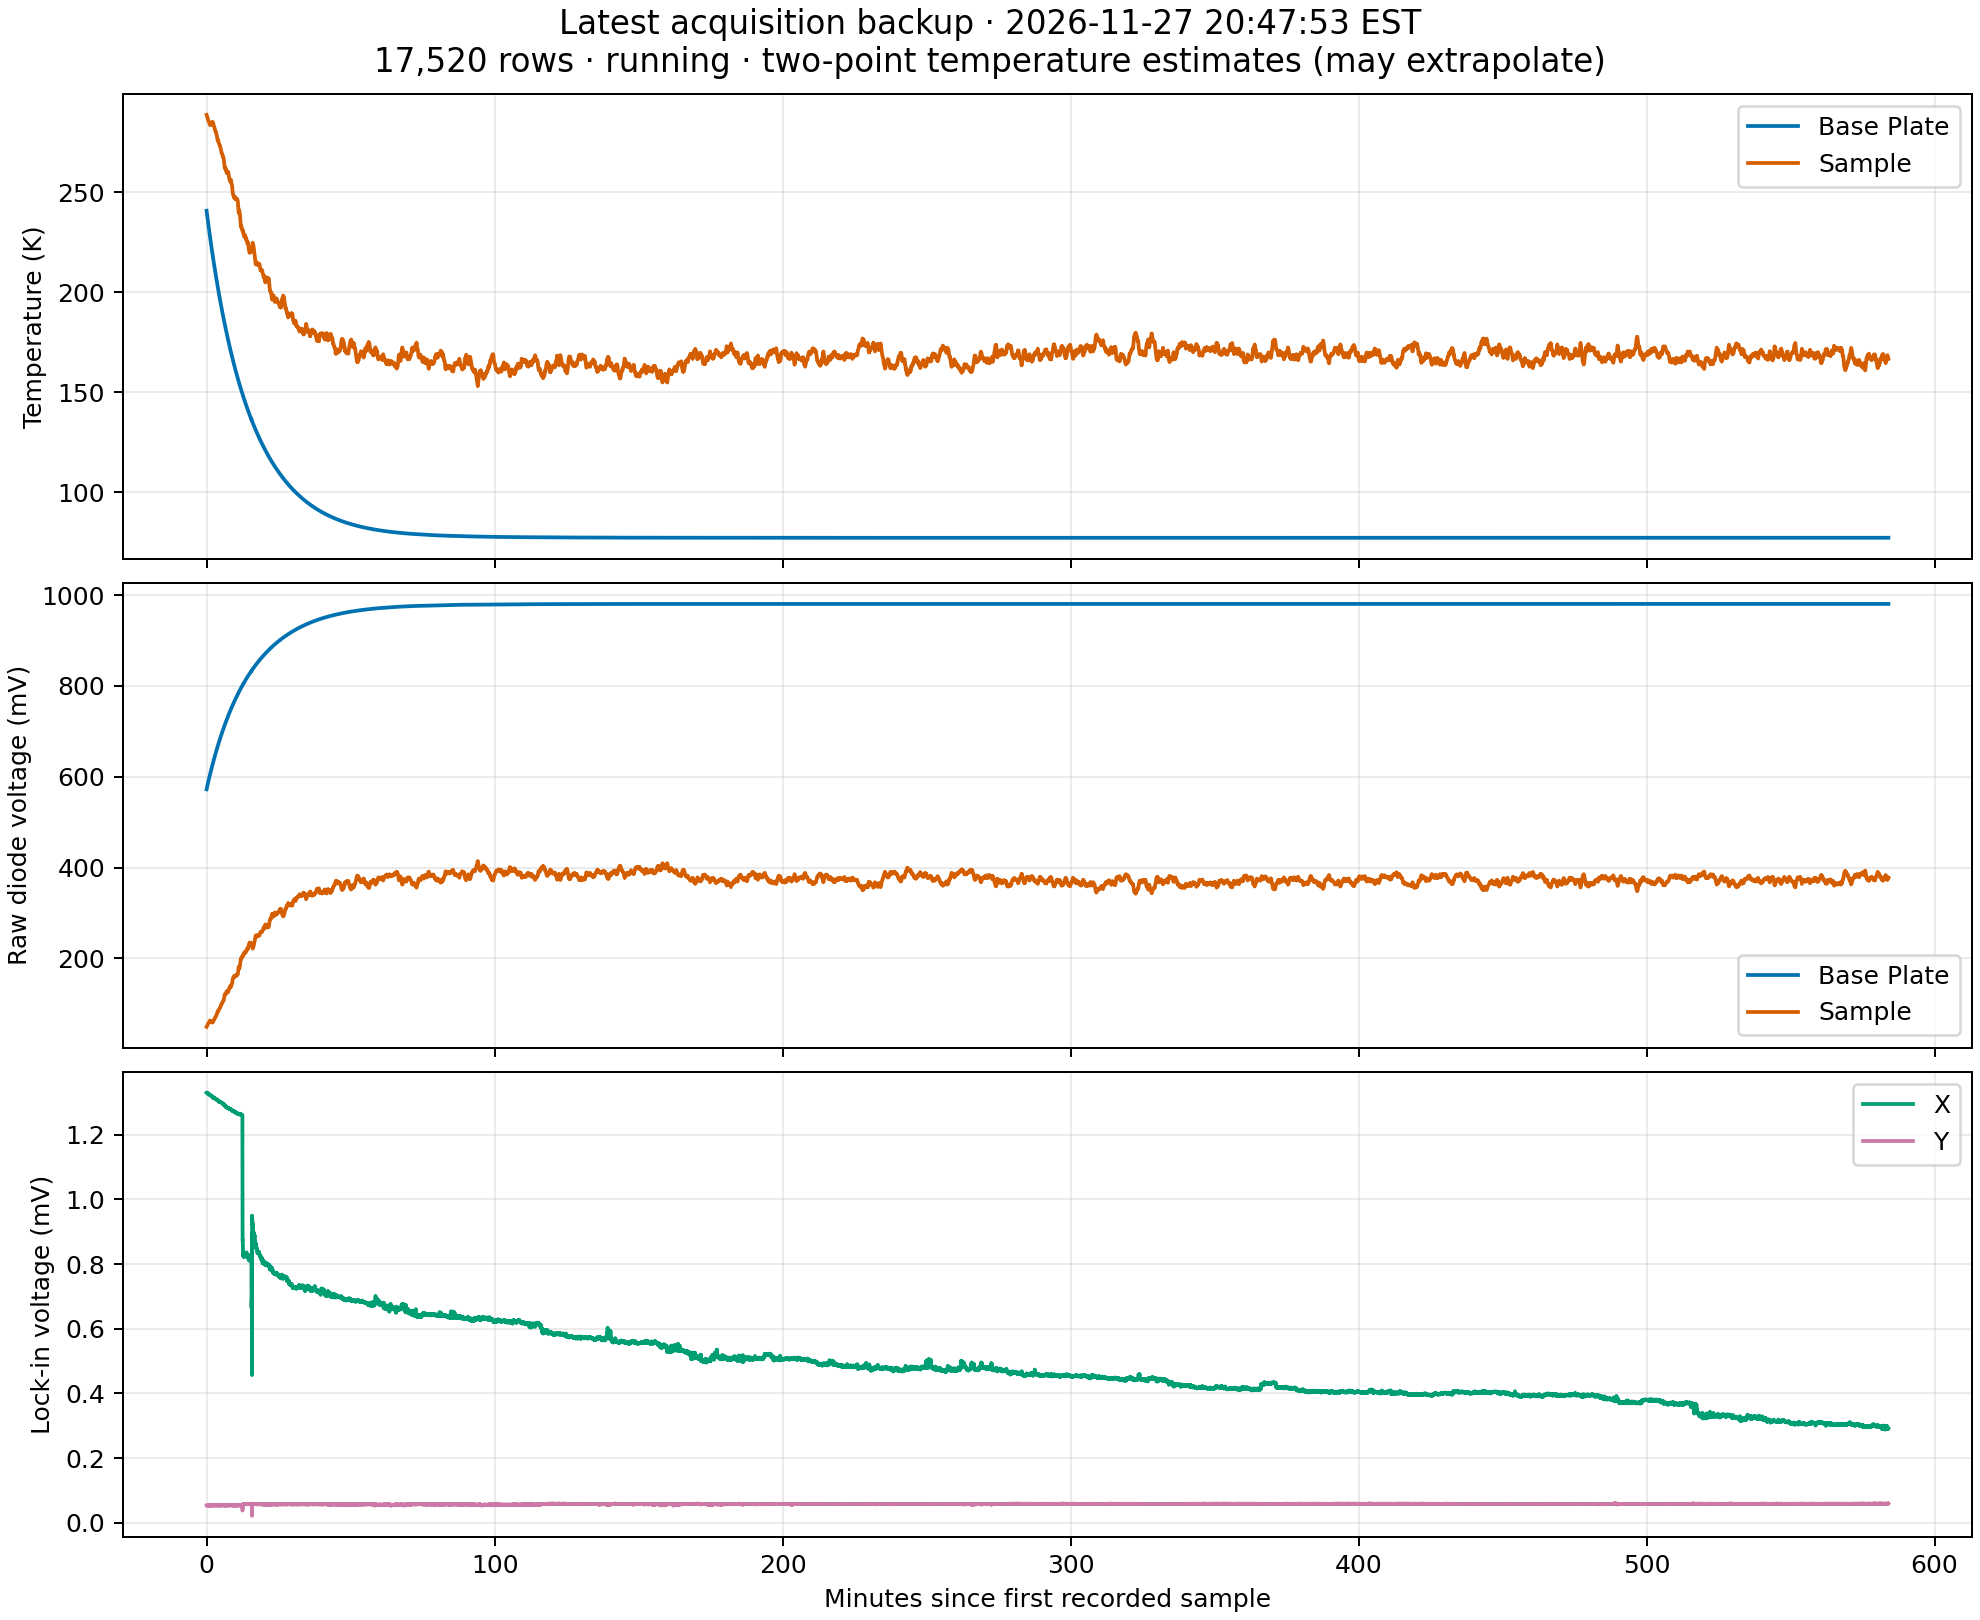 Latest acquisition backup · 2026-11-27 20:47:53 EST
17,520 rows · running · two-point temperature estimates (may extrapolate)
Temperature (K)
250
200
150
100
Base Plate
Sample
Raw diode voltage (mV)
1000
800
600
400
200
Base Plate
Sample
Lock-in voltage (mV)
1.2
1.0
0.8
0.6
0.4
0.2
0.0
X
Y
0 100 200 300 400 500 600
Minutes since first recorded sample